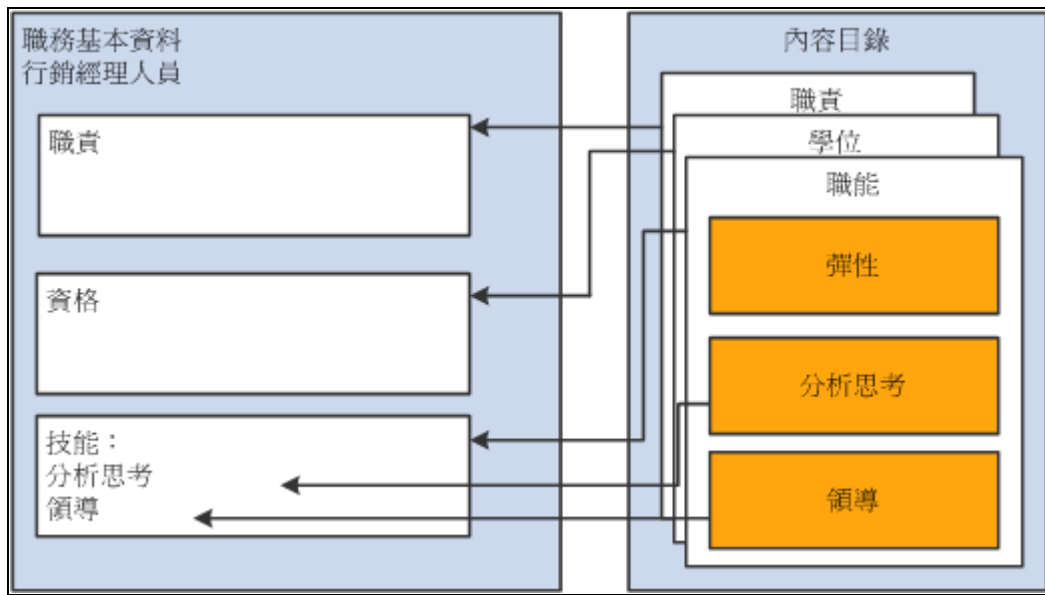 職務基本資料
行銷經理人員
職責
資格
技能：
分析思考
領導
內容目錄
職責
學位
職能
彈性
分析思考
領導